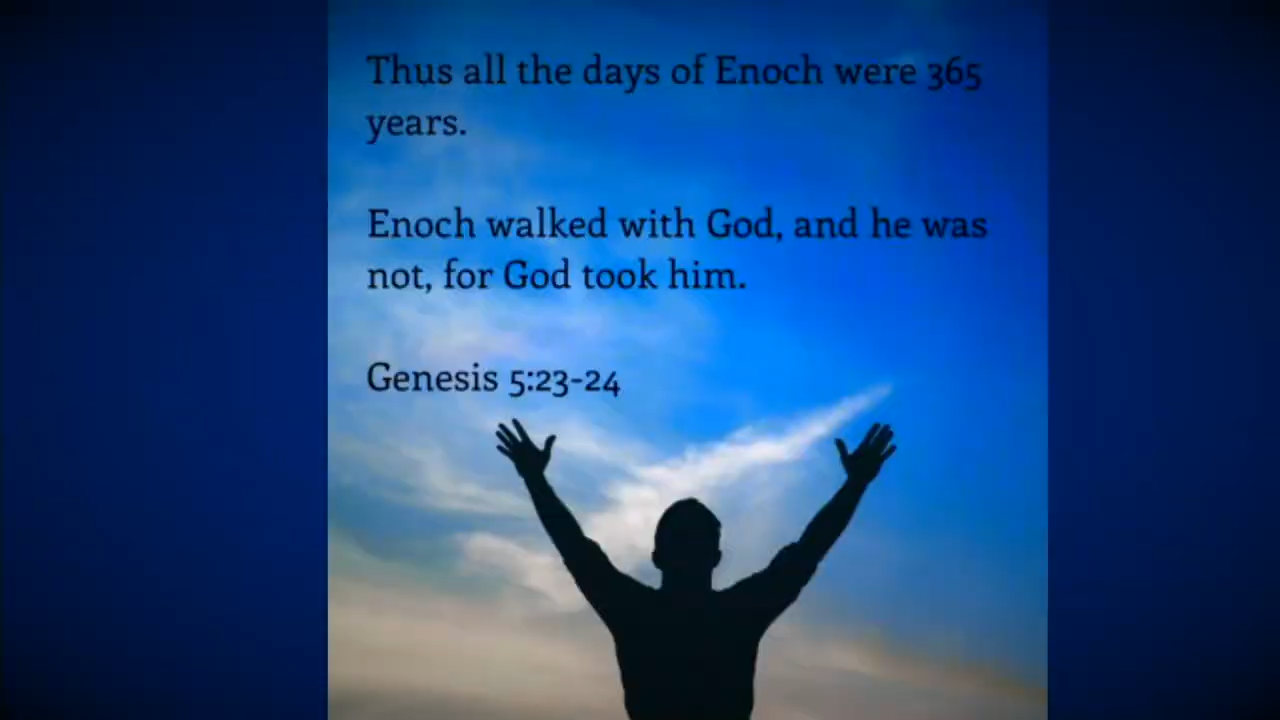 Thus all the days of Enoch were 365
years.
Enoch walked with God, and he was
not, for God took him.
Genesis 5:23-24